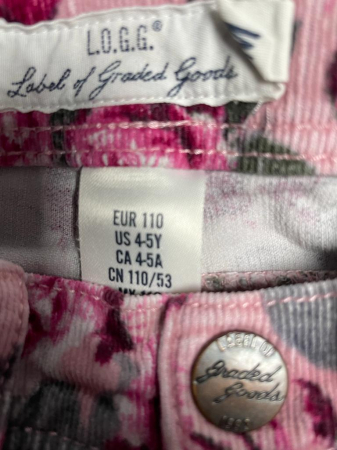 L.O.G.G.®
Label of Graded Goods
EUR 110
US 4-5Y
CA 4-5A
CN 110/53
Graded
Goods